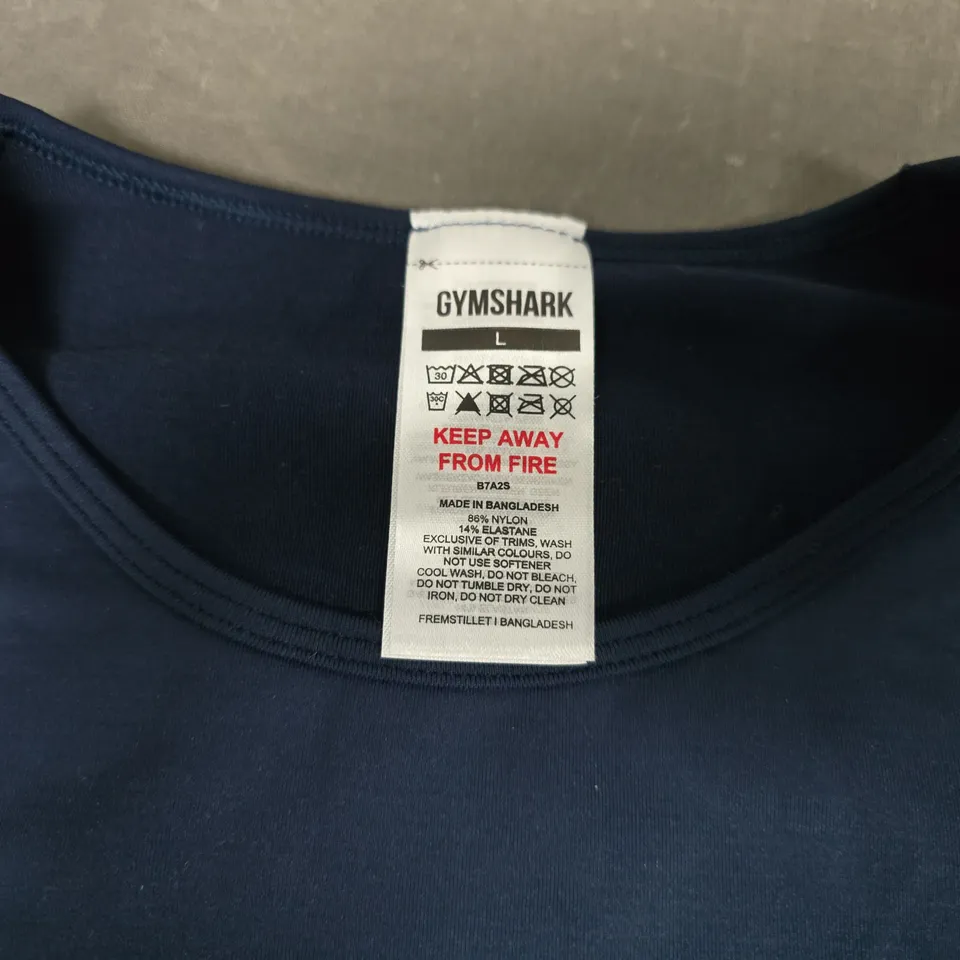 GYMSHARK
L
30
30C
KEEP AWAY
FROM FIRE
B7A2S
MADE IN BANGLADESH
86% NYLON
14% ELASTANE
EXCLUSIVE OF TRIMS, WASH
WITH SIMILAR COLOURS, DO
NOT USE SOFTENER
COOL WASH, DO NOT BLEACH,
DO NOT TUMBLE DRY, DO NOT
IRON, DO NOT DRY CLEAN
FREMSTILLET I BANGLADESH